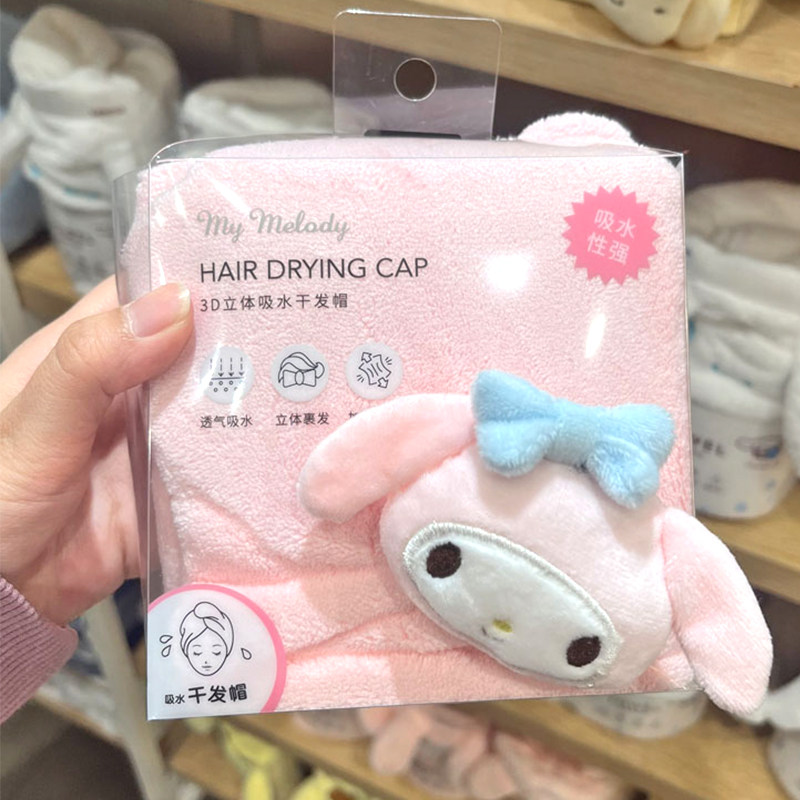 My Melody
HAIR DRYING CAP
3D立体吸水干发帽
吸水
性强
透气吸水
立体裹发
吸水 干发帽